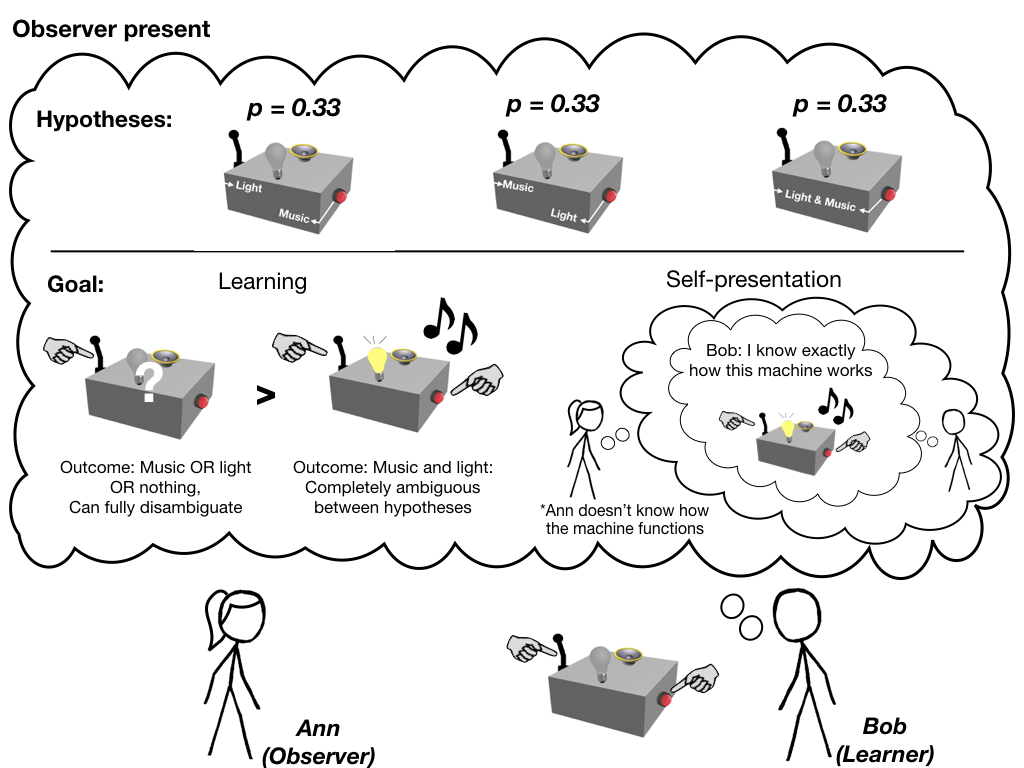 Observer present
Hypotheses:
p = 0.33
p = 0.33
p = 0.33
Light
Music
Music
Light
Light & Music
Goal:
Learning
Self-presentation
?
>
Outcome: Music OR light
OR nothing,
Can fully disambiguate
Outcome: Music and light:
Completely ambiguous
between hypotheses
Bob: I know exactly
how this machine works
*Ann doesn't know how
the machine functions
Ann
(Observer)
Bob
(Learner)